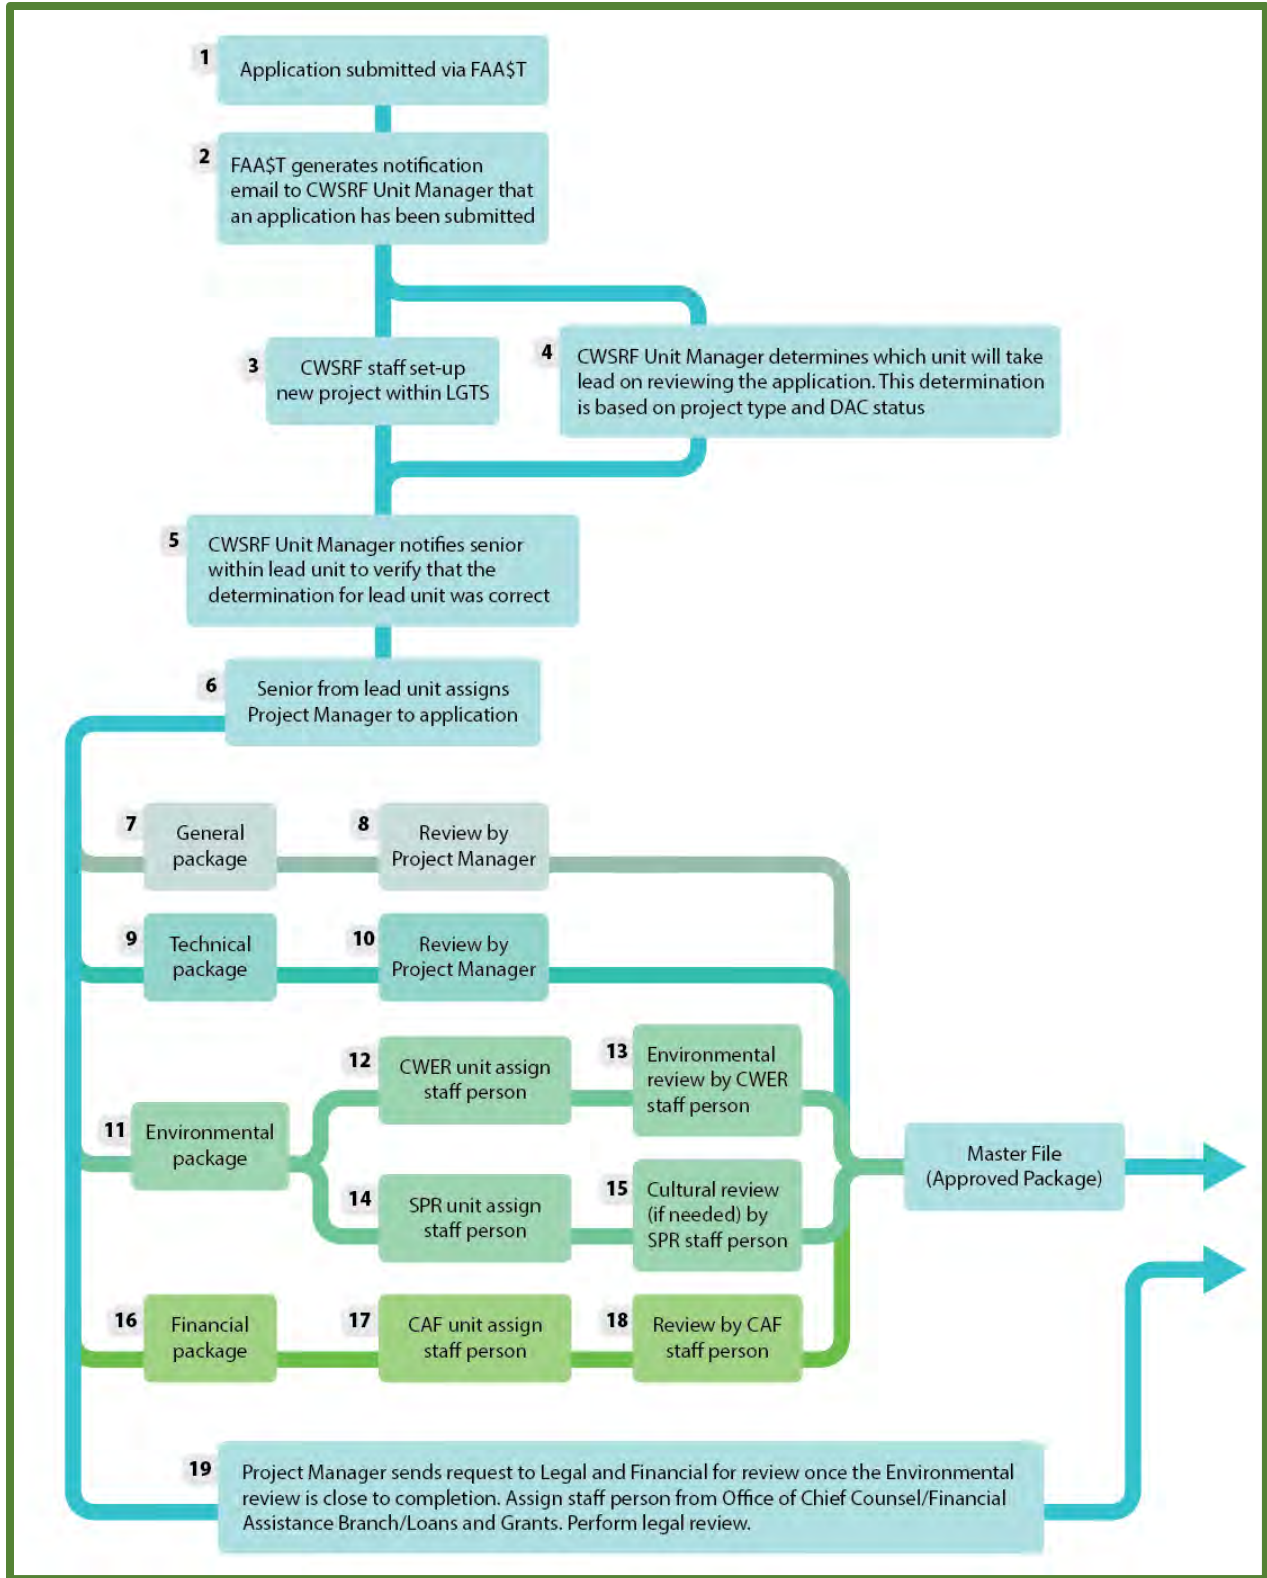 1
Application submitted via FAA$T
2
FAA$T generates notification
email to CWSRF Unit Manager that
an application has been submitted
3
CWSRF staff set-up
new project within LGTS
4
CWSRF Unit Manager determines which unit will take
lead on reviewing the application. This determination
is based on project type and DAC status
5
CWSRF Unit Manager notifies senior
within lead unit to verify that the
determination for lead unit was correct
6
Senior from lead unit assigns
Project Manager to application
7
General
package
8
Review by
Project Manager
9
Technical
package
10
Review by
Project Manager
11
Environmental
package
12
CWER unit assign
staff person
13
Environmental
review by CWER
staff person
14
SPR unit assign
staff person
15
Cultural review
(if needed) by
SPR staff person
Master File
(Approved Package)
16
Financial
package
17
CAF unit assign
staff person
18
Review by CAF
staff person
19
Project Manager sends request to Legal and Financial for review once the Environmental
review is close to completion. Assign staff person from Office of Chief Counsel/Financial
Assistance Branch/Loans and Grants. Perform legal review.